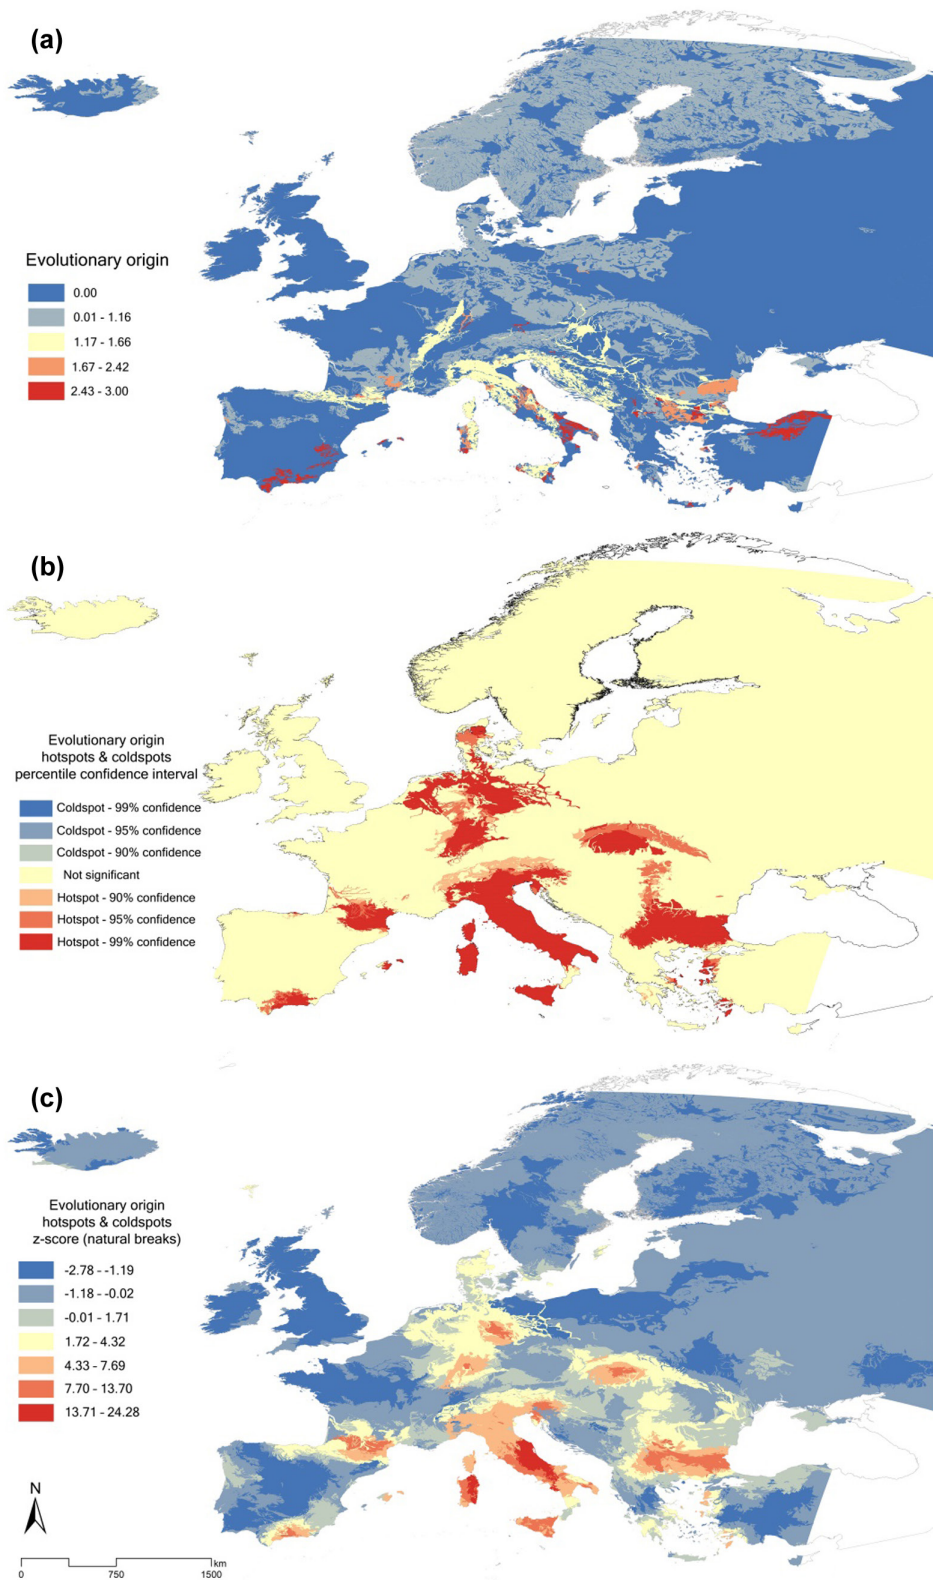 (a)
Evolutionary origin
0.00
0.01 - 1.16
1.17 - 1.66
1.67 - 2.42
2.43 - 3.00
(b)
Evolutionary origin
hotspots & coldspots
percentile confidence interval
Coldspot - 99% confidence
Coldspot - 95% confidence
Coldspot - 90% confidence
Not significant
Hotspot - 90% confidence
Hotspot - 95% confidence
Hotspot - 99% confidence
(c)
Evolutionary origin
hotspots & coldspots
z-score (natural breaks)
-2.78 - -1.19
-1.18 - -0.02
-0.01 - 1.71
1.72 - 4.32
4.33 - 7.69
7.70 - 13.70
13.71 - 24.28
N
km
0 750 1500